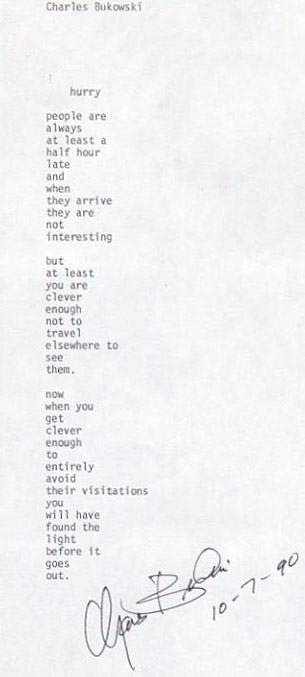 Charles Bukowski
hurry
people are
always
at least a
half hour
late
and
when
they arrive
they are
not
interesting
but
at least
you are
clever
enough
not to
travel
elsewhere to
see
them.
now
when you
get
clever
enough
to
entirely
avoid
their visitations
you
will have
found the
light
before it
goes
out.
10-7-90